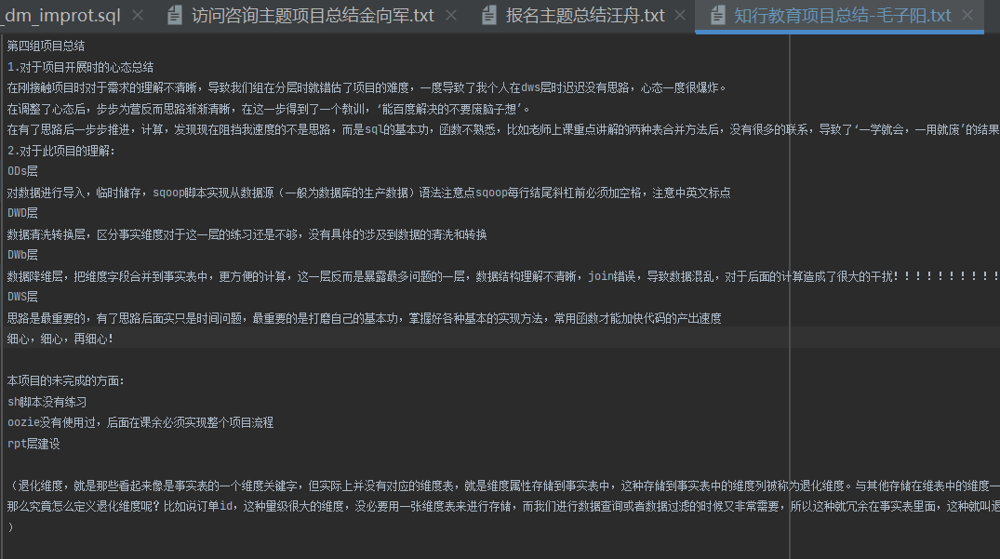 dm_improt.sql 访问咨询主题项目总结金向军.txt 报名主题总结汪舟.txt 知行教育项目总结-毛子阳.txt
第四组项目总结
1.对于项目开展时的心态总结
在刚接触项目时对于需求的理解不清晰，导致我们组在分层时就错估了项目的难度，一度导致了我个人在dws层时迟迟没有思路，心态一度很爆炸。
在调整了心态后，步步为营反而思路渐渐清晰，在这一步得到了一个教训，‘能百度解决的不要废脑子想’。
在有了思路后一步步推进，计算，发现现在阻挡我速度的不是思路，而是sql的基本功，函数不熟悉，比如老师上课重点讲解的两种表合并方法后，没有很多的联系，导致了‘一学就会，一用就废’的结果
2.对于此项目的理解：
ODs层
对数据进行导入，临时储存，sqoop脚本实现从数据源（一般为数据库的生产数据）语法注意点sqoop每行结尾斜杠前必须加空格，注意中英文标点
DWD层
数据清洗转换层，区分事实维度对于这一层的练习还是不够，没有具体的涉及到数据的清洗和转换
DWb层
数据降维层，把维度字段合并到事实表中，更方便的计算，这一层反而是暴露最多问题的一层，数据结构理解不清晰，join错误，导致数据混乱，对于后面的计算造成了很大的干扰！！！！！！！！！！
DWS层
思路是最重要的，有了思路后面实只是时间问题，最重要的是打磨自己的基本功，掌握好各种基本的实现方法，常用函数才能加快代码的产出速度
细心，细心，再细心！
本项目的未完成的方面：
sh脚本没有练习
oozie没有使用过，后面在课余必须实现整个项目流程
rpt层建设
（退化维度，就是那些看起来像是事实表的一个维度关键字，但实际上并没有对应的维度表，就是维度属性存储到事实表中，这种存储到事实表中的维度列被称为退化维度。与其他存储在维表中的维度一
那么究竟怎么定义退化维度呢？比如说订单id，这种量级很大的维度，没必要用一张维度表来进行存储，而我们进行数据查询或者数据过滤的时候又非常需要，所以这种就冗余在事实表里面，这种就叫退
）